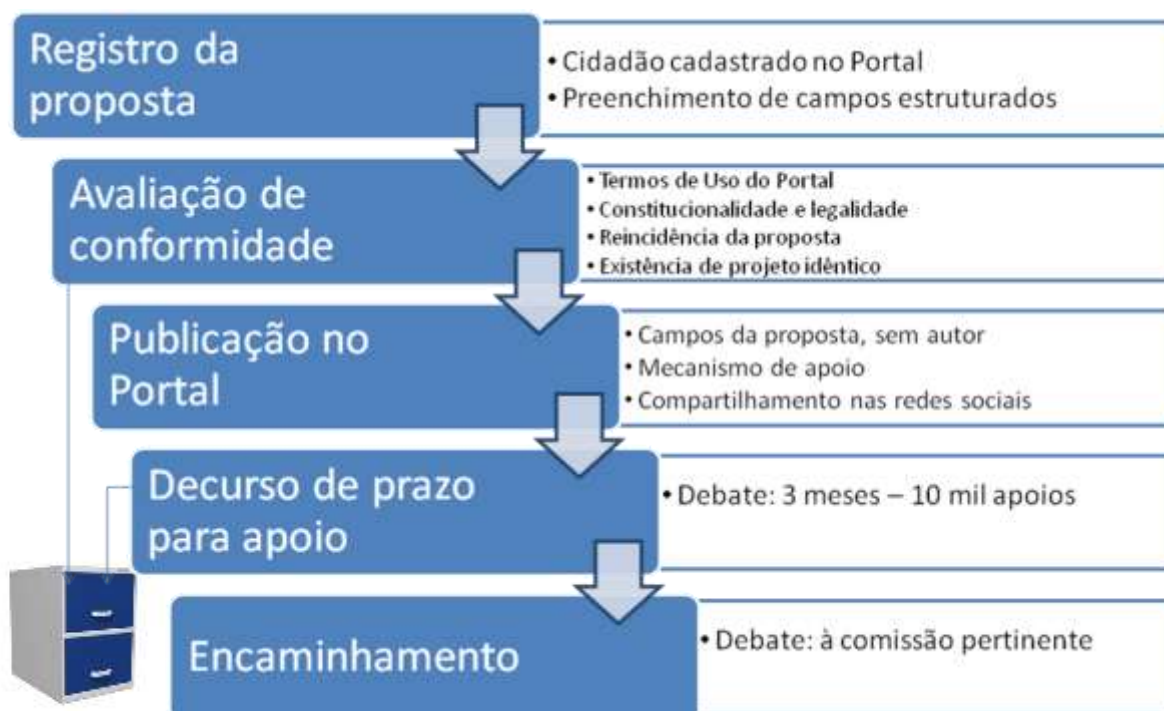 Registro da
proposta
• Cidadão cadastrado no Portal
• Preenchimento de campos estruturados
Avaliação de
conformidade
• Termos de Uso do Portal
• Constitucionalidade e legalidade
• Reincidência da proposta
• Existência de projeto idêntico
Publicação no
Portal
• Campos da proposta, sem autor
• Mecanismo de apoio
• Compartilhamento nas redes sociais
Decurso de prazo
para apoio
• Debate: 3 meses – 10 mil apoios
Encaminhamento
• Debate: à comissão pertinente